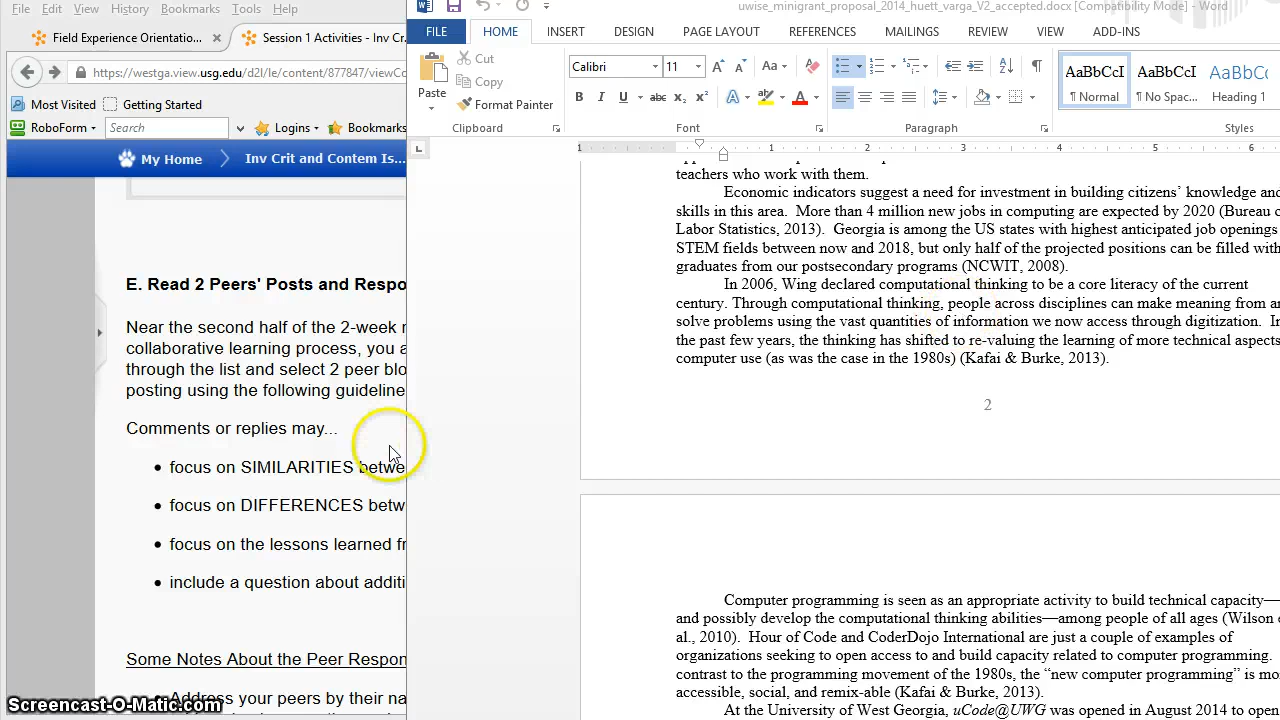 File Edit View History Bookmarks Tools Help
Field Experience Orientatio... × Session 1 Activities - Inv Cr...
https://westga.view.usg.edu/d2l/le/content/877847/viewCo
Most Visited Getting Started
RoboForm Search Logins Bookmarks
My Home Inv Crit and Contem Is...
E. Read 2 Peers' Posts and Respo
Near the second half of the 2-week
collaborative learning process, you a
through the list and select 2 peer blo
posting using the following guideline
Comments or replies may...
• focus on SIMILARITIES betwe
• focus on DIFFERENCES betw
• focus on the lessons learned fr
• include a question about additi
Some Notes About the Peer Respon
• Address your peers by their na
Screencast-O-Matic.com
uwise_minigrant_proposal_2014_huett_varga_V2_accepted.docx [Compatibility Mode] - Word
FILE HOME INSERT DESIGN PAGE LAYOUT REFERENCES MAILINGS REVIEW VIEW ADD-INS
Paste Cut Copy Format Painter
Calibri 11 Aa
B I U abc x₂ x² A A
AaBbCcI AaBbCcI AaBbC
¶ Normal ¶ No Spac... Heading 1
Clipboard Font Paragraph Styles
1 1 2 3 4 5 6
teachers who work with them.
Economic indicators suggest a need for investment in building citizens' knowledge and
skills in this area. More than 4 million new jobs in computing are expected by 2020 (Bureau
Labor Statistics, 2013). Georgia is among the US states with highest anticipated job openings
STEM fields between now and 2018, but only half of the projected positions can be filled with
graduates from our postsecondary programs (NCWIT, 2008).
In 2006, Wing declared computational thinking to be a core literacy of the current
century. Through computational thinking, people across disciplines can make meaning from
solve problems using the vast quantities of information we now access through digitization. In
the past few years, the thinking has shifted to re-valuing the learning of more technical aspects
computer use (as was the case in the 1980s) (Kafai & Burke, 2013).
2
Computer programming is seen as an appropriate activity to build technical capacity—
and possibly develop the computational thinking abilities—among people of all ages (Wilson
al., 2010). Hour of Code and CoderDojo International are just a couple of examples of
organizations seeking to open access to and build capacity related to computer programming.
contrast to the programming movement of the 1980s, the "new computer programming" is mo
accessible, social, and remix-able (Kafai & Burke, 2013).
At the University of West Georgia, uCode@UWG was opened in August 2014 to open